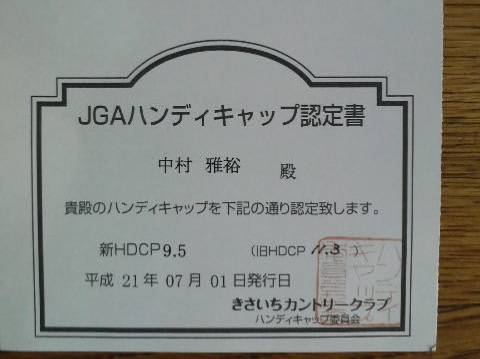 JGAハンディキャップ認定書
中村 雅裕 殿
貴殿のハンディキャップを下記の通り認定致します。
新HDCP9.5 (旧HDCP 11.3 )
平成 21年 07月 01日発行日
きさいちカントリークラブ
ハンディキャップ委員会